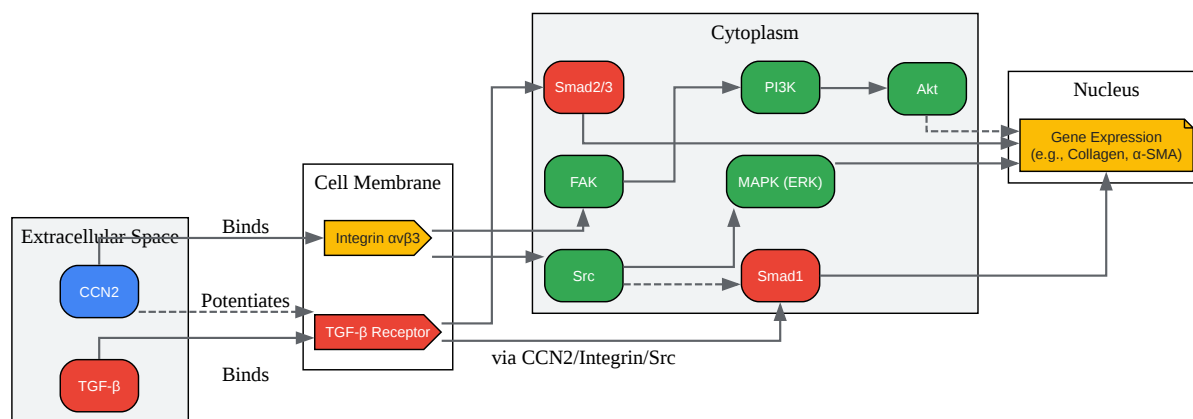 Cytoplasm
Nucleus
Cell Membrane
Extracellular Space
Smad2/3
PI3K
Akt
Gene Expression
(e.g., Collagen, α-SMA)
FAK
MAPK (ERK)
Binds
Integrin αvβ3
Src
Smad1
CCN2
Potentiates
TGF-β Receptor
via CCN2/Integrin/Src
Binds
TGF-β